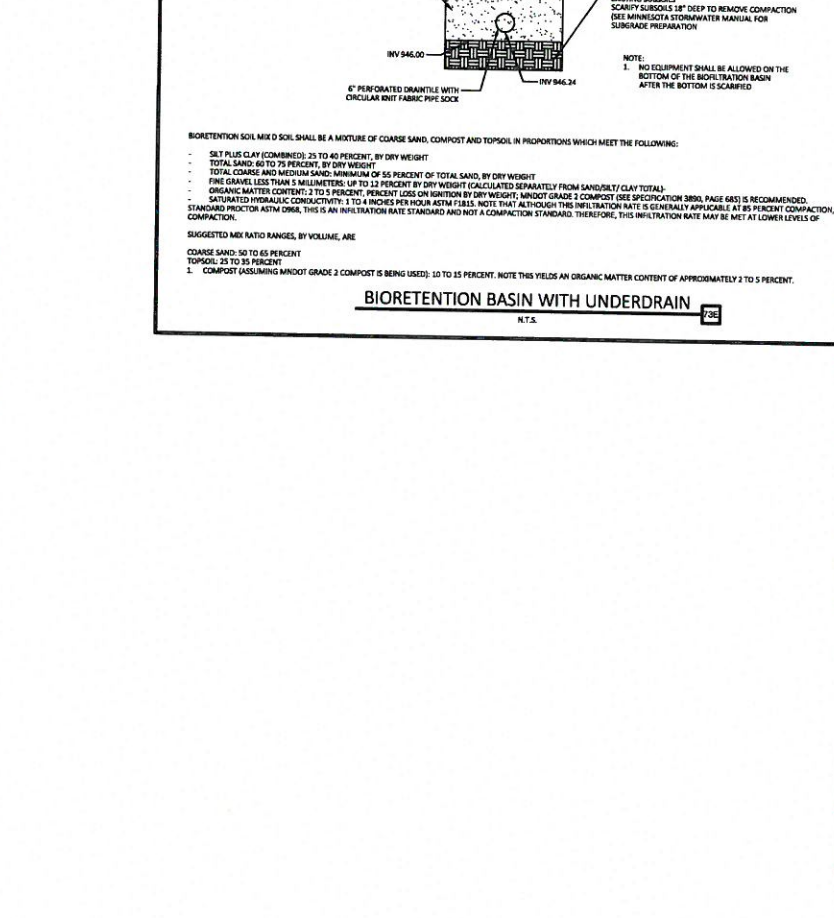 SCARIFY SUBSOILS 18" DEEP TO REMOVE COMPACTION
(SEE MINNESOTA STORMWATER MANUAL FOR
SUBGRADE PREPARATION
INV 946.00
NOTE:
1. NO EQUIPMENT SHALL BE ALLOWED ON THE
BOTTOM OF THE BIOFILTRATION BASIN
AFTER THE BOTTOM IS SCARIFIED
INV 946.24
6" PERFORATED DRAINTILE WITH
CIRCULAR KNIT FABRIC PIPE SOCK
BIORETENTION SOIL MIX D SOIL SHALL BE A MIXTURE OF COARSE SAND, COMPOST AND TOPSOIL IN PROPORTIONS WHICH MEET THE FOLLOWING:
- SILT PLUS CLAY (COMBINED): 25 TO 40 PERCENT, BY DRY WEIGHT
- TOTAL SAND: 60 TO 75 PERCENT, BY DRY WEIGHT
- TOTAL COARSE AND MEDIUM SAND: MINIMUM OF 55 PERCENT OF TOTAL SAND, BY DRY WEIGHT
- FINE GRAVEL LESS THAN 5 MILLIMETERS: UP TO 12 PERCENT BY DRY WEIGHT (CALCULATED SEPARATELY FROM SAND/SILT/ CLAY TOTAL)-
- ORGANIC MATTER CONTENT: 2 TO 5 PERCENT, PERCENT LOSS ON IGNITION BY DRY WEIGHT; MNDOT GRADE 2 COMPOST (SEE SPECIFICATION 3890, PAGE 685) IS RECOMMENDED.
- SATURATED HYDRAULIC CONDUCTIVITY: 1 TO 4 INCHES PER HOUR ASTM F1815. NOTE THAT ALTHOUGH THIS INFILTRATION RATE IS GENERALLY APPLICABLE AT 85 PERCENT COMPACTION,
STANDARD PROCTOR ASTM D968, THIS IS AN INFILTRATION RATE STANDARD AND NOT A COMPACTION STANDARD. THEREFORE, THIS INFILTRATION RATE MAY BE MET AT LOWER LEVELS OF
COMPACTION.
SUGGESTED MIX RATIO RANGES, BY VOLUME, ARE
COARSE SAND: 50 TO 65 PERCENT
TOPSOIL: 25 TO 35 PERCENT
1. COMPOST (ASSUMING MNDOT GRADE 2 COMPOST IS BEING USED): 10 TO 15 PERCENT. NOTE THIS YIELDS AN ORGANIC MATTER CONTENT OF APPROXIMATELY 2 TO 5 PERCENT.
BIORETENTION BASIN WITH UNDERDRAIN
73E
N.T.S.